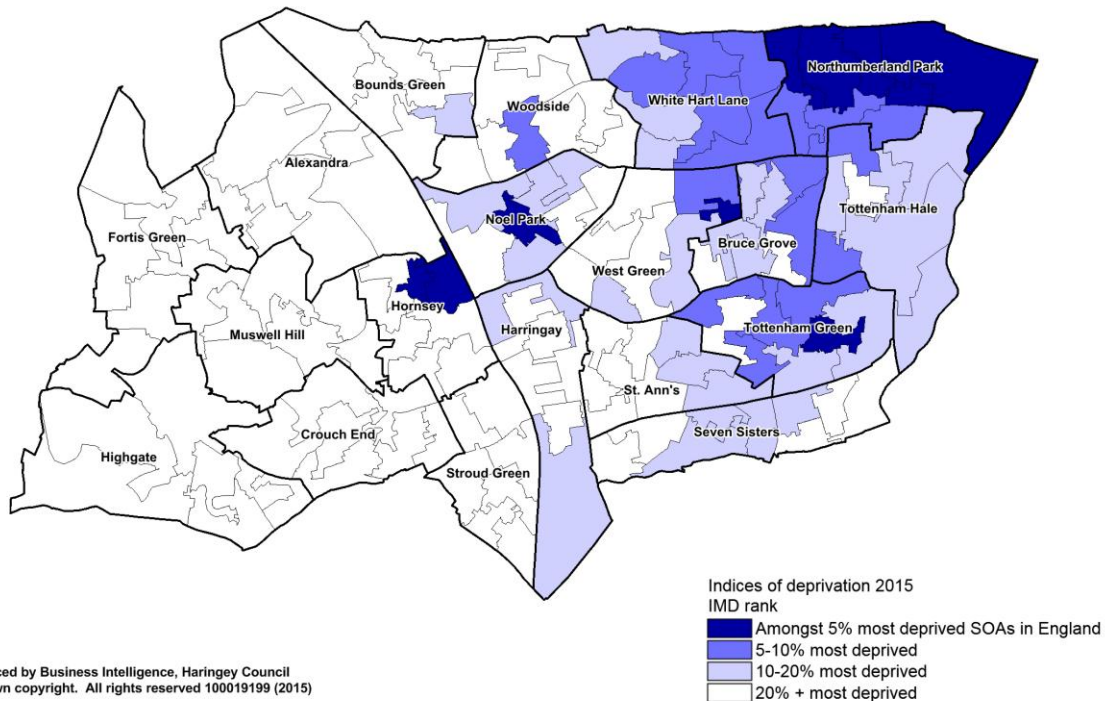 Bounds Green
Woodside
White Hart Lane
Northumberland Park
Alexandra
Fortis Green
Noel Park
Tottenham Hale
Bruce Grove
West Green
Hornsey
Muswell Hill
Harringay
Tottenham Green
St. Ann's
Crouch End
Seven Sisters
Highgate
Stroud Green
Indices of deprivation 2015
IMD rank
Amongst 5% most deprived SOAs in England
5-10% most deprived
10-20% most deprived
20% + most deprived
ced by Business Intelligence, Haringey Council
vn copyright. All rights reserved 100019199 (2015)